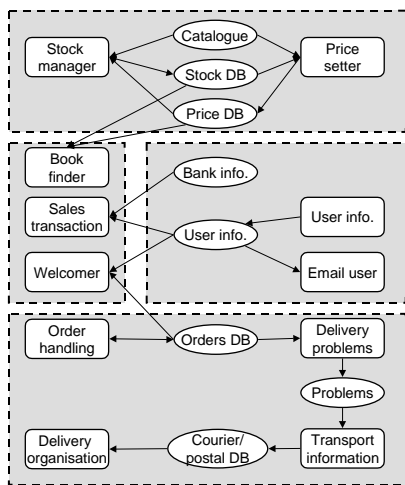 Catalogue
Stock
manager
Price
setter
Stock DB
Price DB
Book
finder
Bank info.
Sales
transaction
User info.
User info.
Welcomer
Email user
Order
handling
Orders DB
Delivery
problems
Problems
Delivery
organisation
Courier/
postal DB
Transport
information